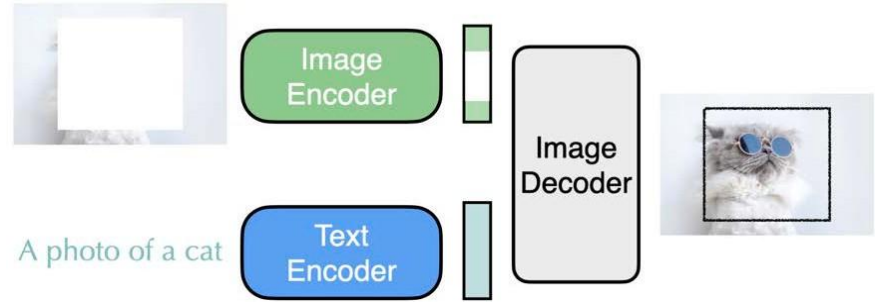 Image
Encoder
Image
Decoder
A photo of a cat
Text
Encoder